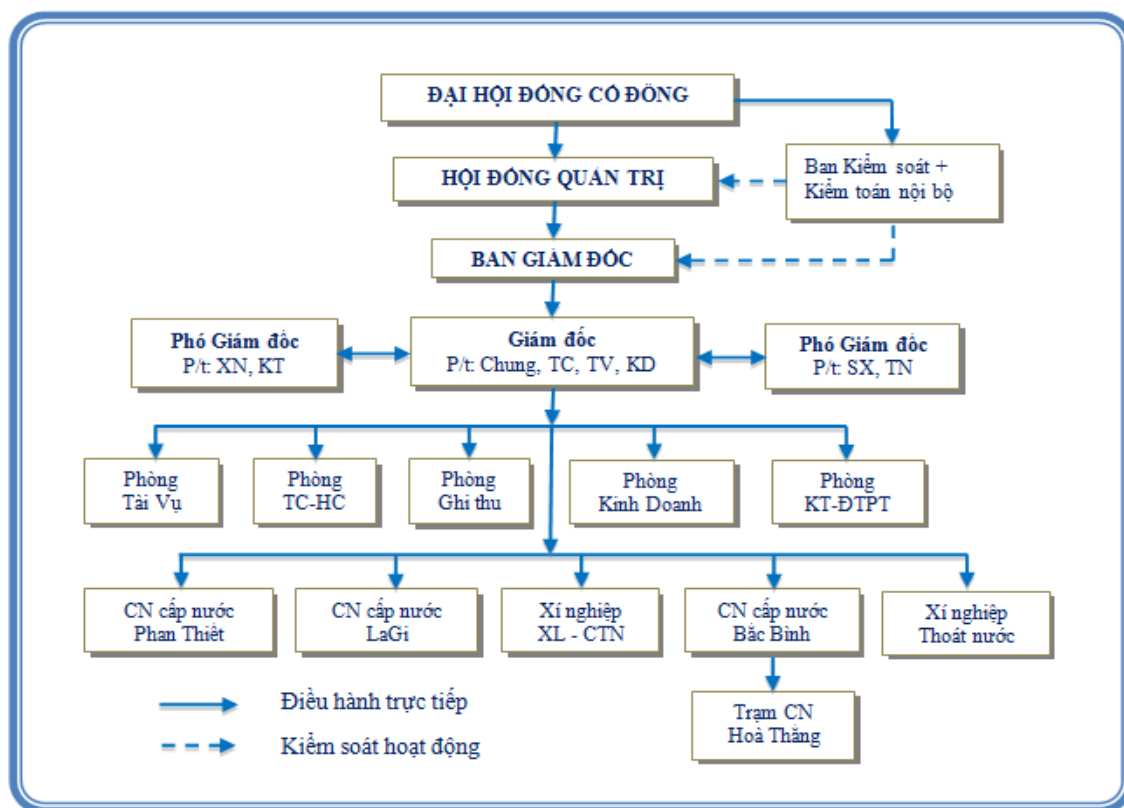 ĐẠI HỘI ĐỒNG CỔ ĐÔNG
HỘI ĐỒNG QUẢN TRỊ
Ban Kiểm soát +
Kiểm toán nội bộ
BAN GIÁM ĐỐC
Phó Giám đốc
P/t: XN, KT
Giám đốc
P/t: Chung, TC, TV, KD
Phó Giám đốc
P/t: SX, TN
Phòng
Tài Vụ
Phòng
TC-HC
Phòng
Ghi thu
Phòng
Kinh Doanh
Phòng
KT-ĐTPT
CN cấp nước
Phan Thiết
CN cấp nước
LaGi
Xí nghiệp
XL - CTN
CN cấp nước
Bắc Bình
Xí nghiệp
Thoát nước
Trạm CN
Hoà Thắng
Điều hành trực tiếp
Kiểm soát hoạt động